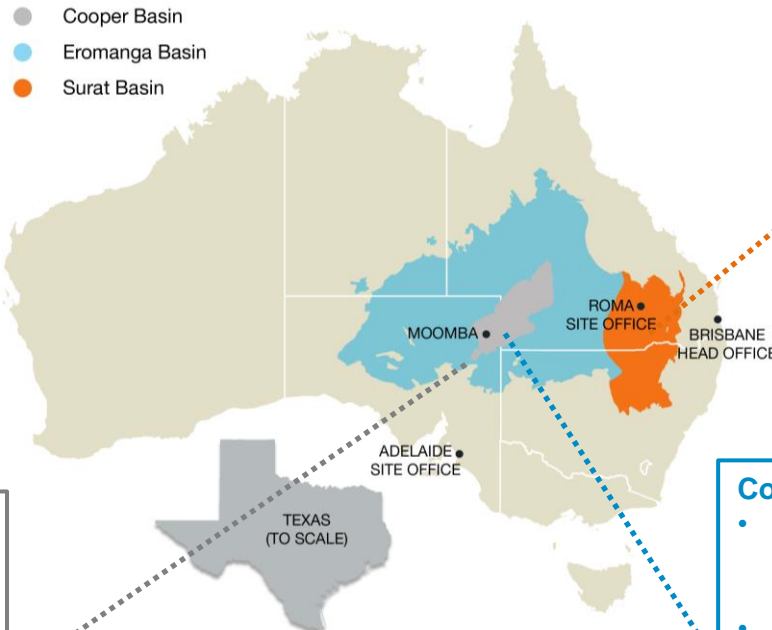 Cooper Basin
Eromanga Basin
Surat Basin
ROMA
SITE OFFICE
MOOMBA
BRISBANE
HEAD OFFICE
ADELAIDE
SITE OFFICE
TEXAS
(TO SCALE)
Co